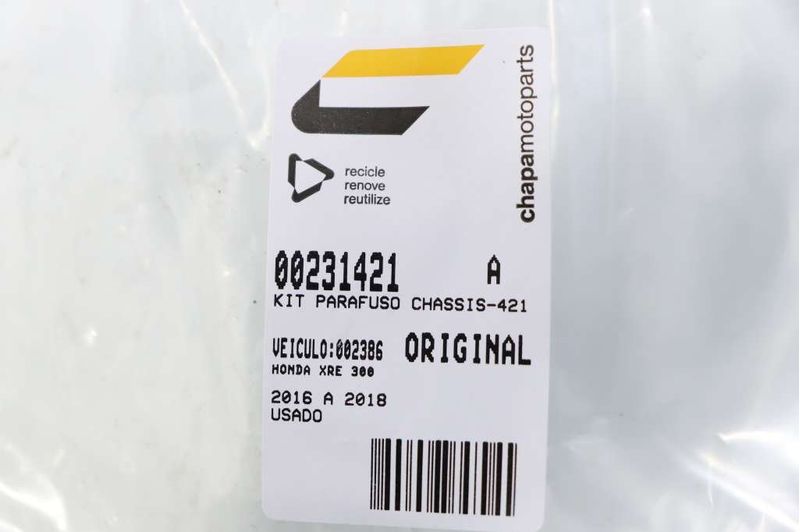 chapamotoparts
recicle
renove
reutilize
00231421 A
KIT PARAFUSO CHASSIS-421
VEICULO:002386 ORIGINAL
HONDA XRE 300
2016 A 2018
USADO